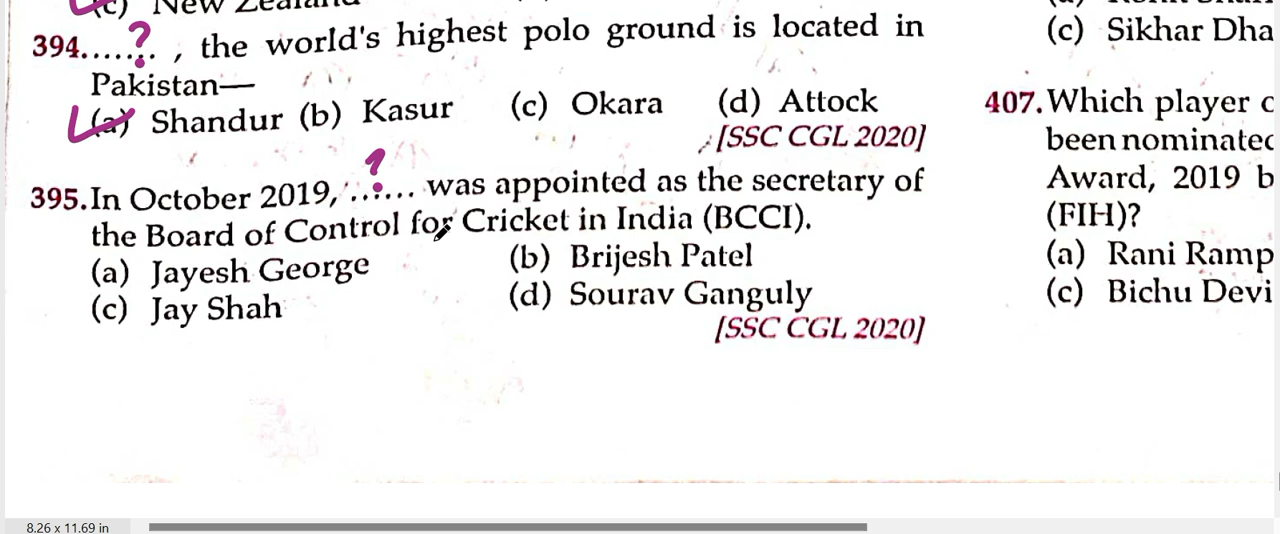 (c) New Zealand
394.....?.. , the world's highest polo ground is located in
Pakistan—
(a) Shandur (b) Kasur (c) Okara (d) Attock
[SSC CGL 2020]
395. In October 2019, ...?... was appointed as the secretary of
the Board of Control for Cricket in India (BCCI).
(a) Jayesh George (b) Brijesh Patel
(c) Jay Shah (d) Sourav Ganguly
[SSC CGL 2020]
(c) Sikhar Dha
407. Which player c
been nominated
Award, 2019 b
(FIH)?
(a) Rani Ramp
(c) Bichu Devi
8.26 x 11.69 in